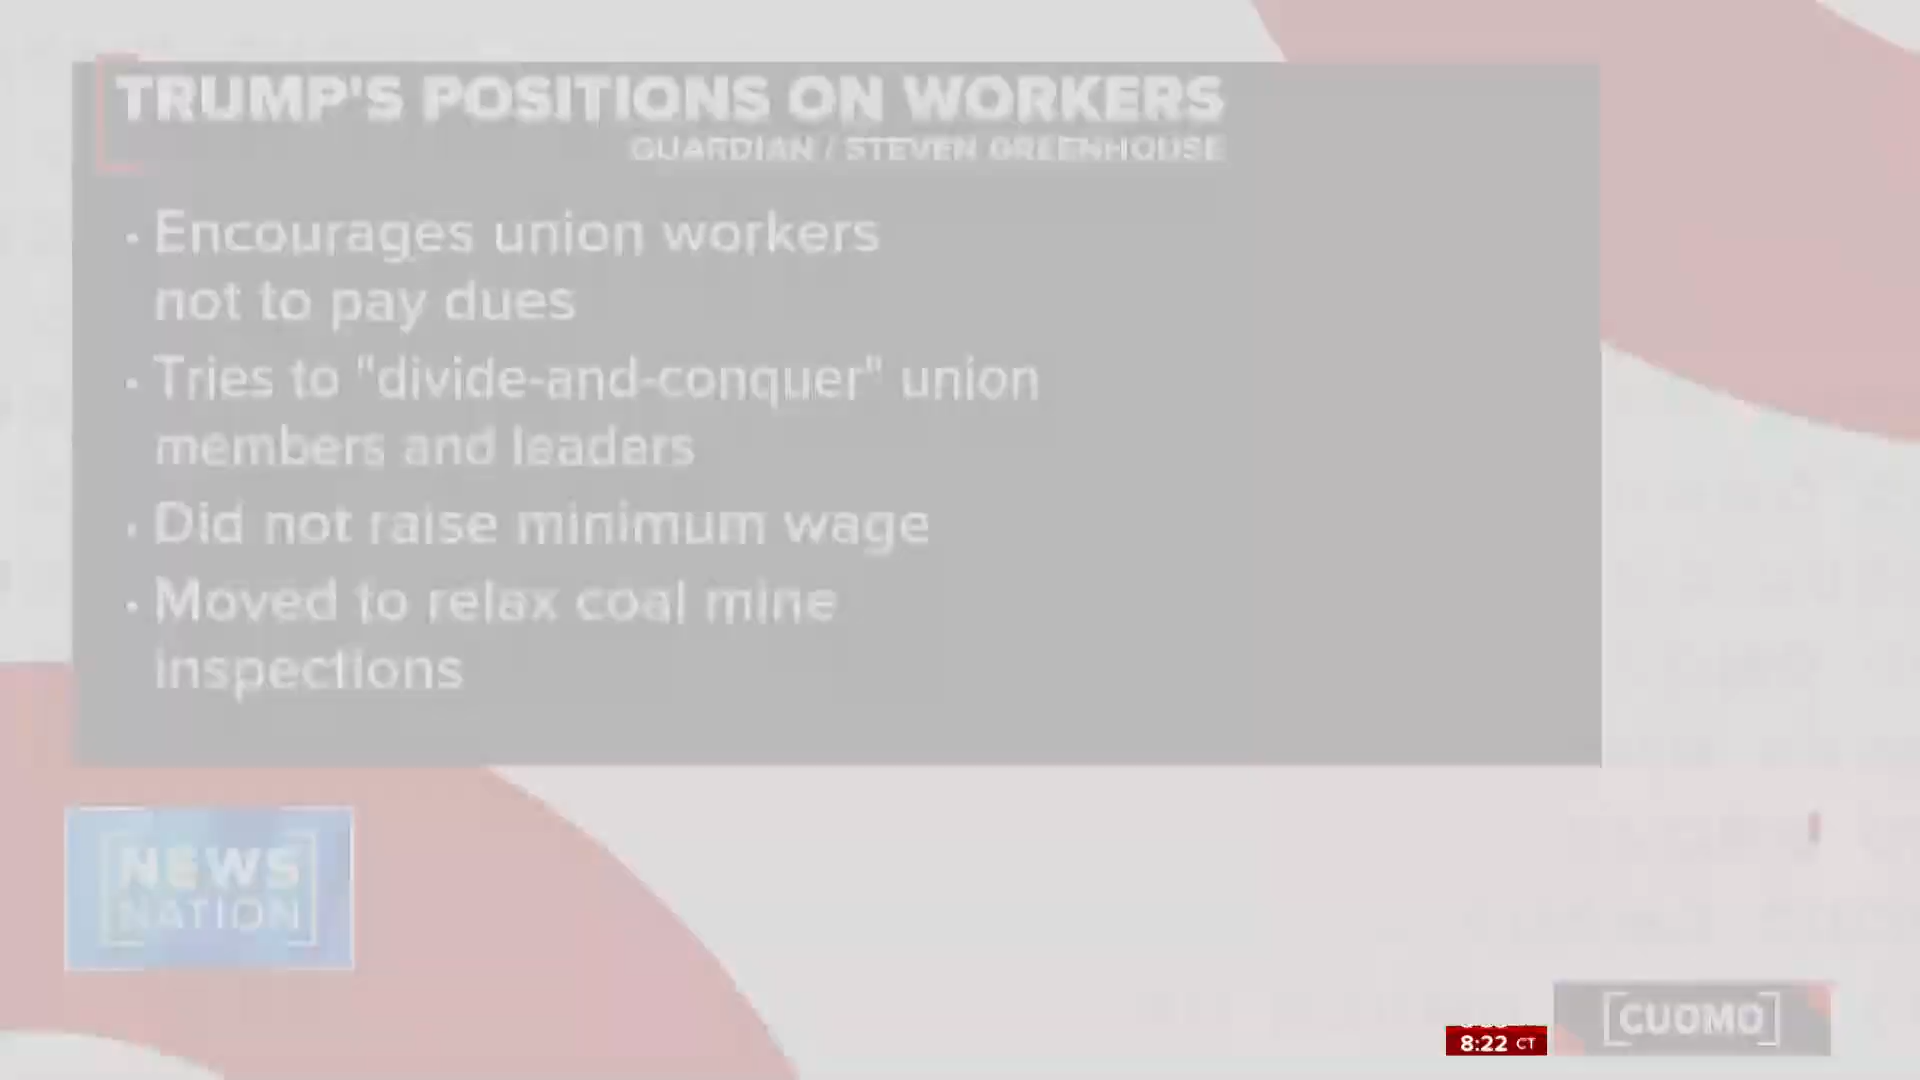 TRUMP'S POSITIONS ON WORKERS
GUARDIAN / STEVEN GREENHOUSE
• Encourages union workers
not to pay dues
• Tries to "divide-and-conquer" union
members and leaders
• Did not raise minimum wage
• Moved to relax coal mine
inspections
NEWS
NATION
CUOMO
8:22 CT